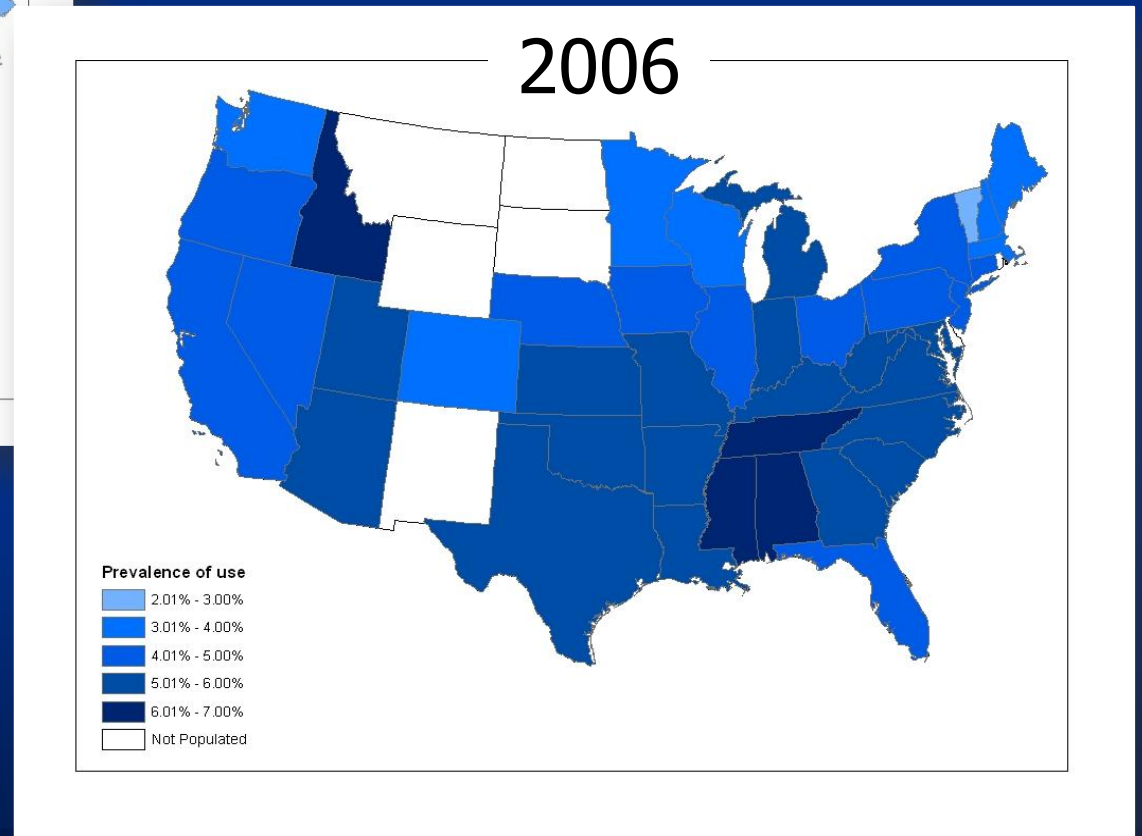 2006
Prevalence of use
2.01% - 3.00%
3.01% - 4.00%
4.01% - 5.00%
5.01% - 6.00%
6.01% - 7.00%
Not Populated